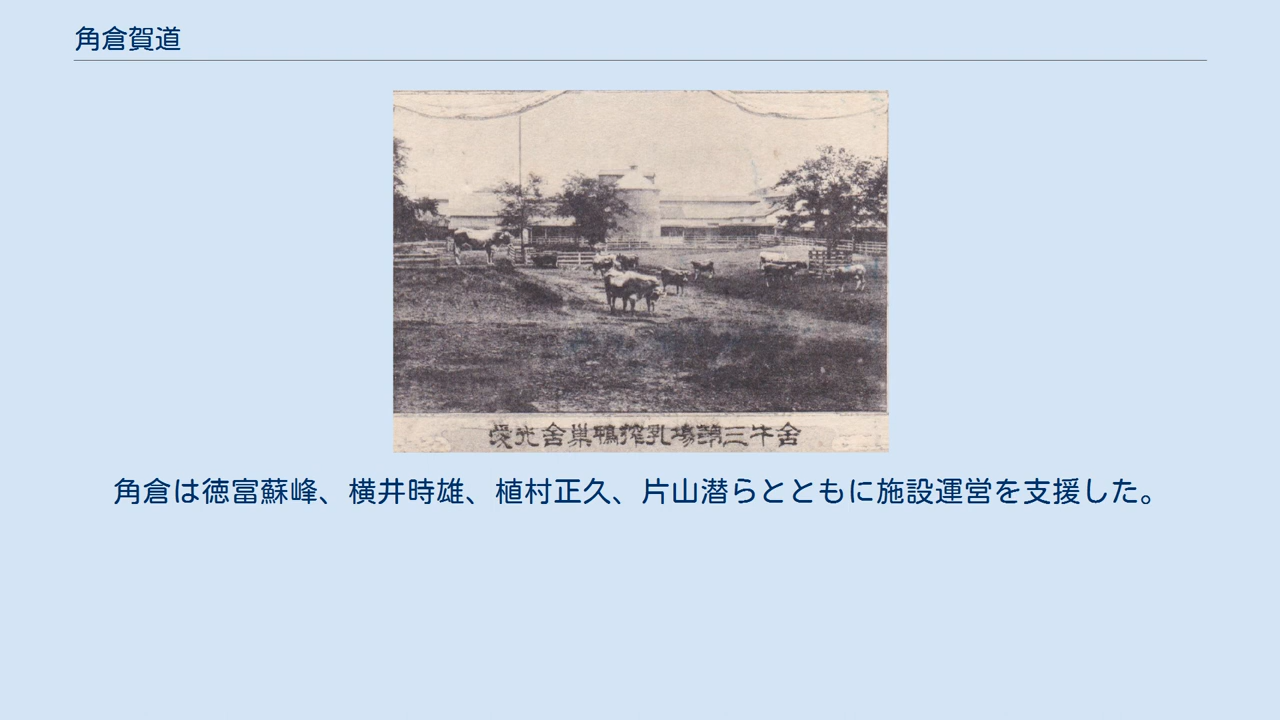 角倉賀道
愛光舍巣鴨搾乳場第三牛舍
角倉は徳富蘇峰、横井時雄、植村正久、片山潜らとともに施設運営を支援した。